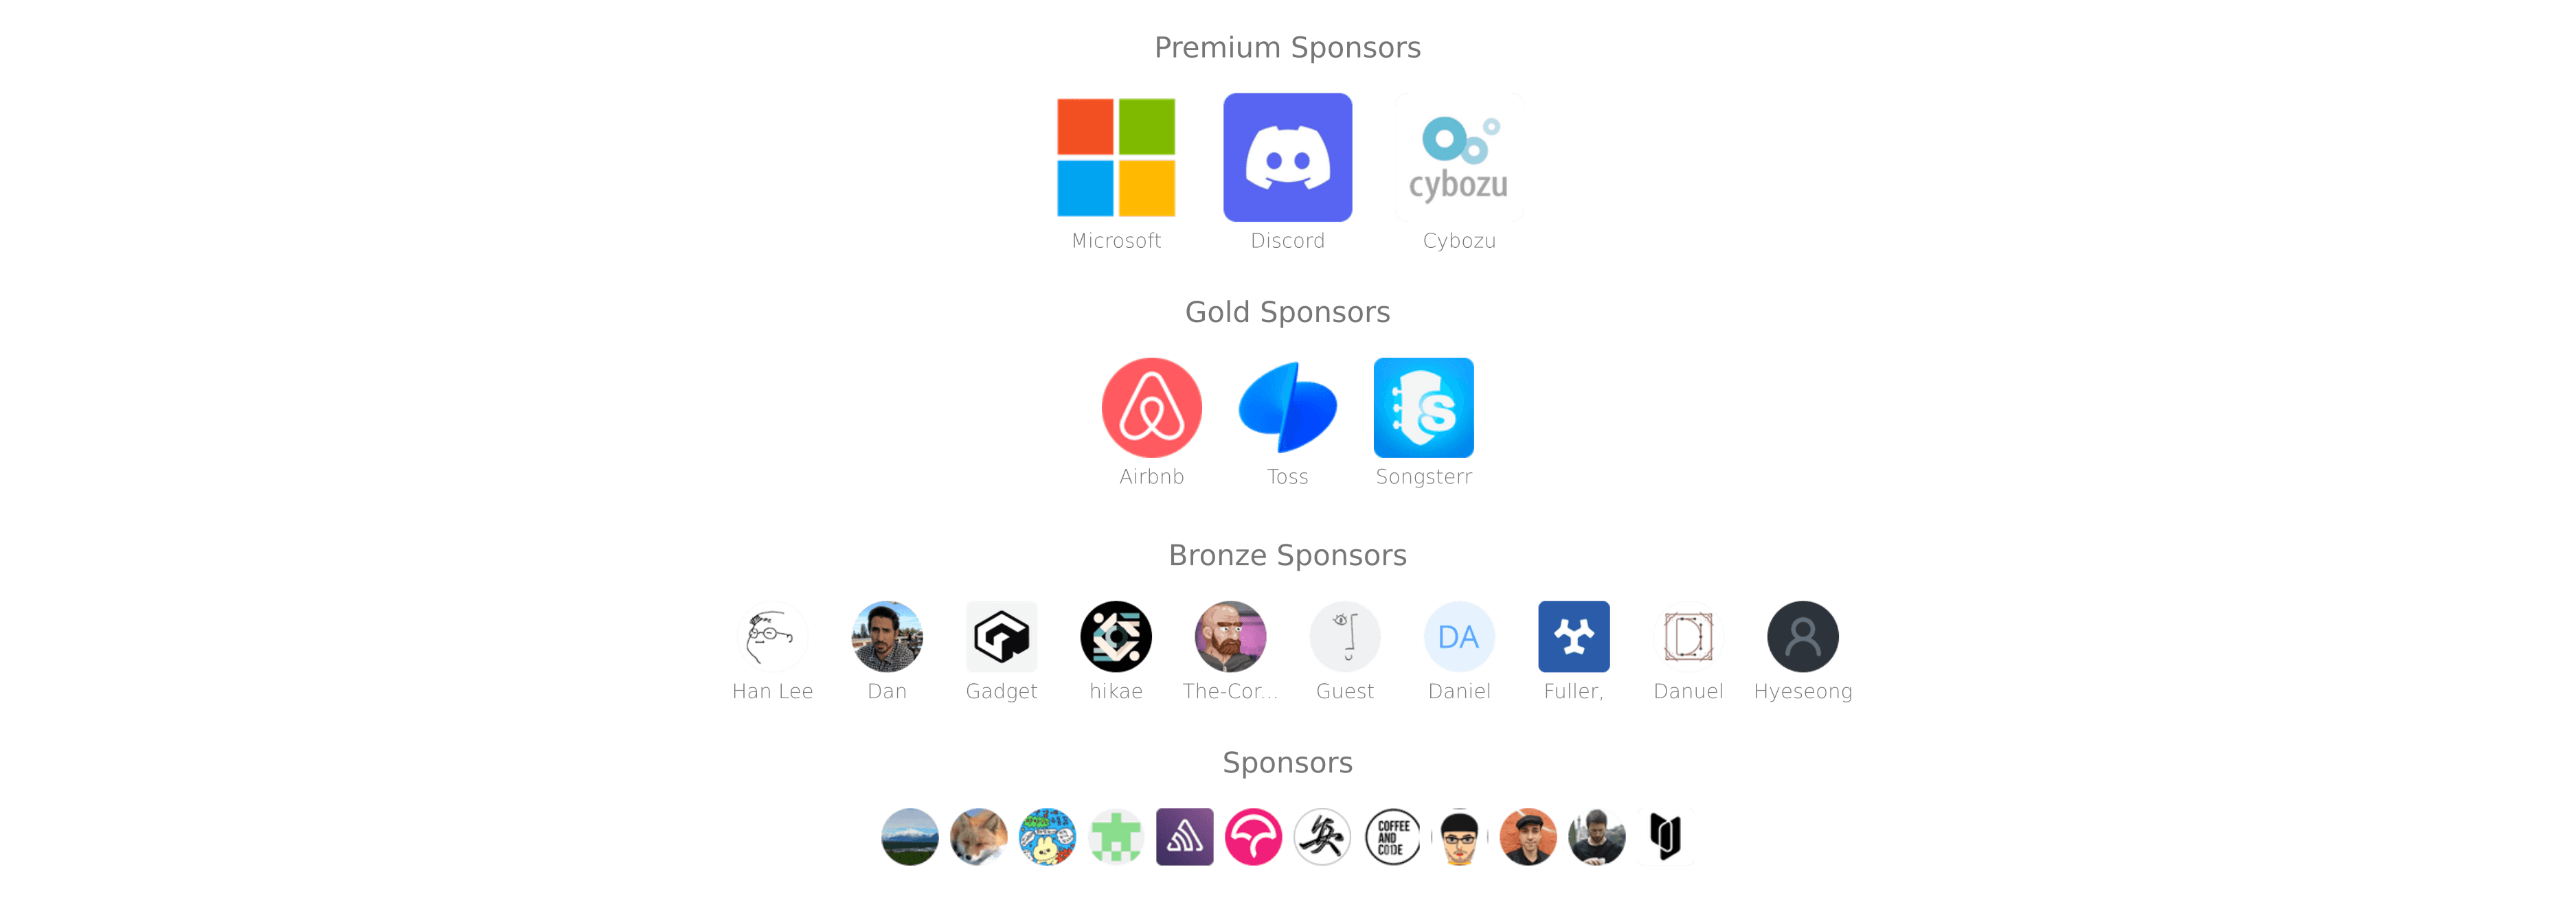 Premium Sponsors
cybozu
Microsoft Discord Cybozu
Gold Sponsors
Airbnb Toss Songsterr
Bronze Sponsors
DA
Han Lee Dan Gadget hikae The-Cor... Guest Daniel Fuller, Danuel Hyeseong
Sponsors
COFFEE
AND
CODE